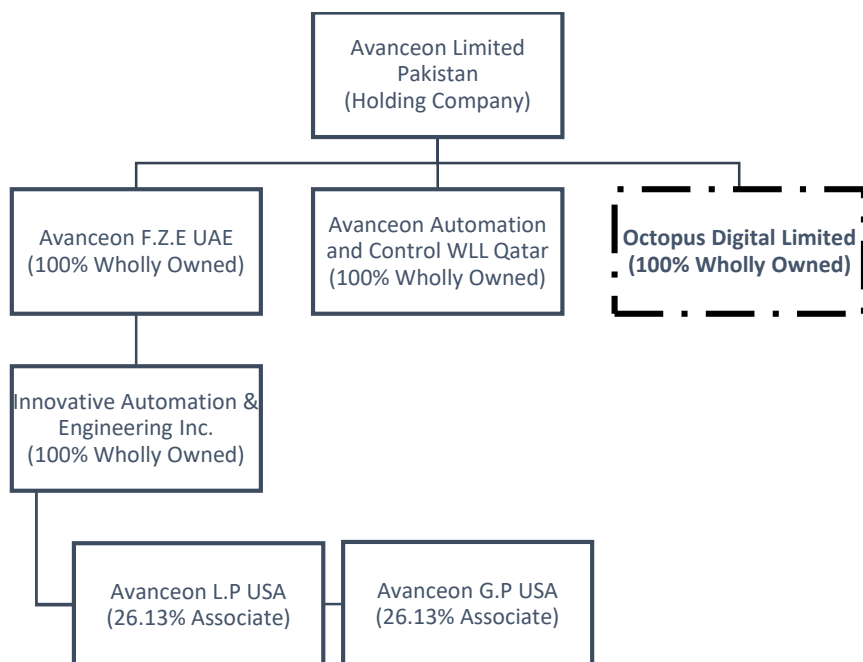 Avanceon Limited
Pakistan
(Holding Company)
Avanceon F.Z.E UAE
(100% Wholly Owned)
Avanceon Automation
and Control WLL Qatar
(100% Wholly Owned)
Octopus Digital Limited
(100% Wholly Owned)
Innovative Automation &
Engineering Inc.
(100% Wholly Owned)
Avanceon L.P USA
(26.13% Associate)
Avanceon G.P USA
(26.13% Associate)